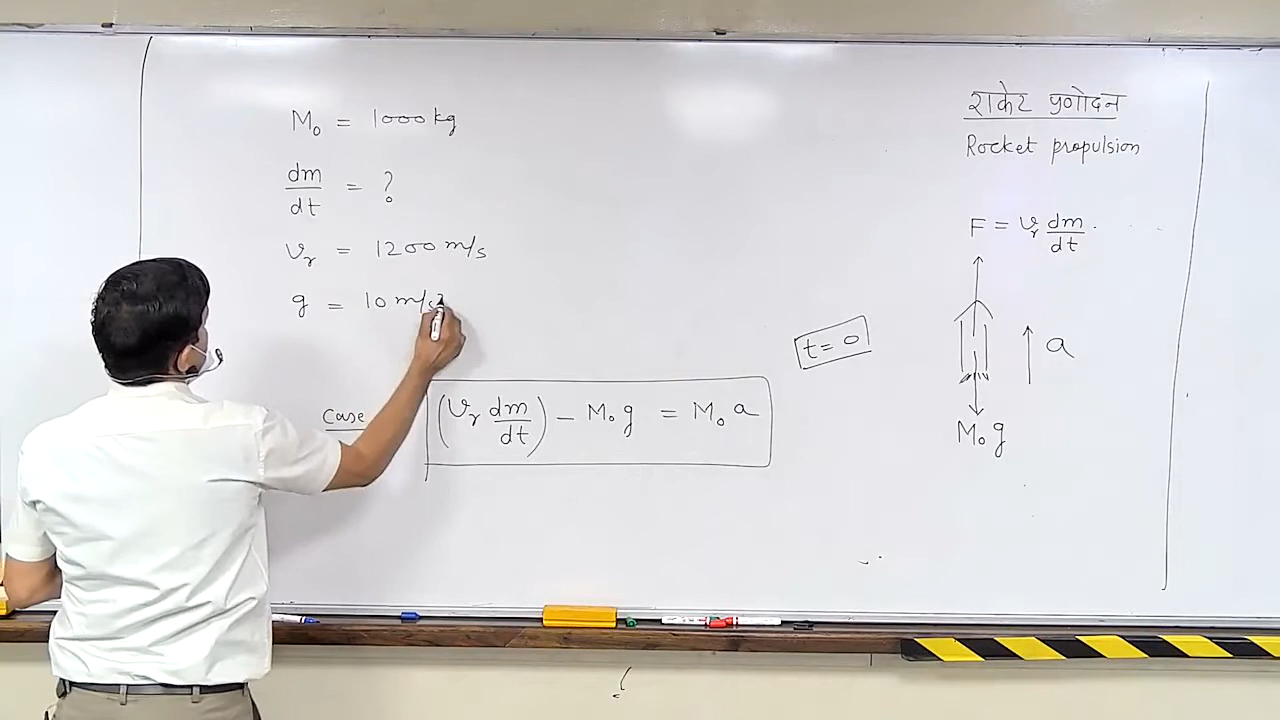 M₀ = 1000 kg
dm/dt = ?
vᵣ = 1200 m/s
g = 10 m/s²
Case
(vᵣ dm/dt) − M₀g = M₀a
t = 0
राकेट प्रणोदन
Rocket propulsion
F = vᵣ dm/dt
a
M₀g